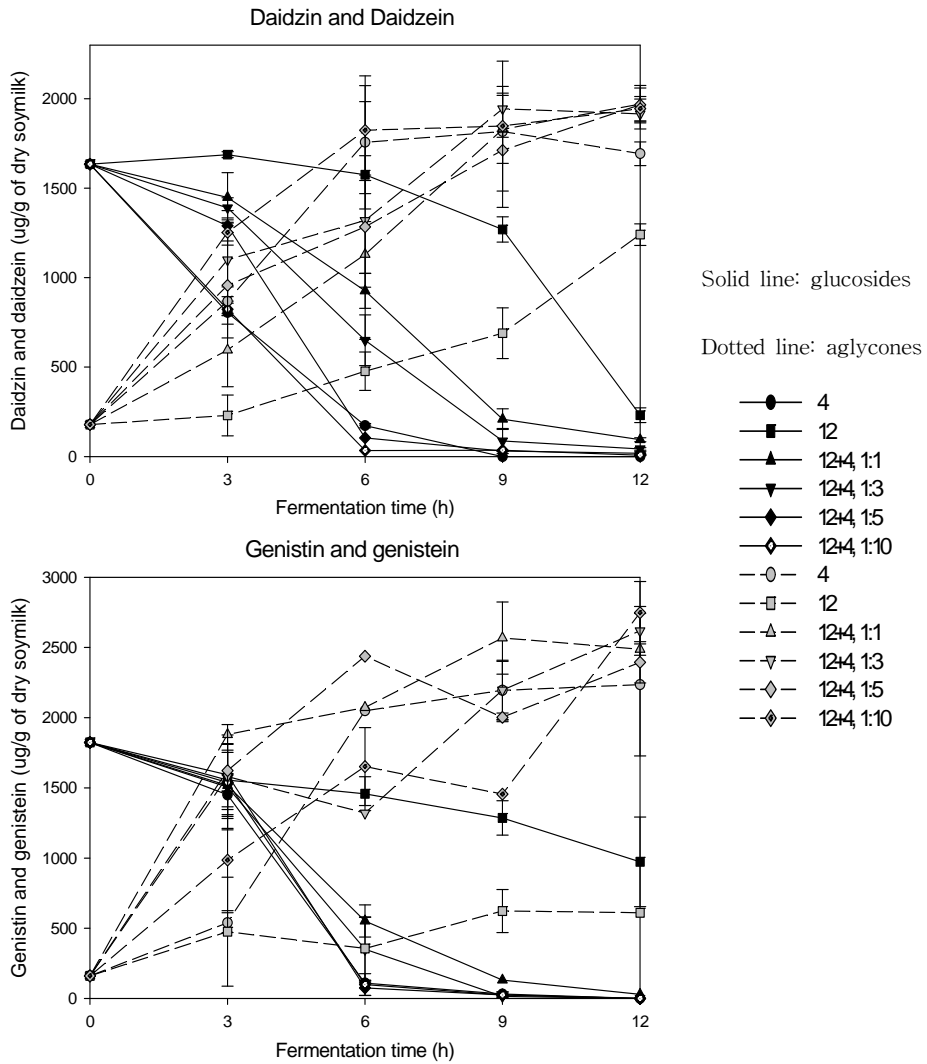 Daidzin and Daidzein
Daidzin and daidzein (ug/g of dry soymilk)
2000
1500
1000
500
0
0 3 6 9 12
Fermentation time (h)
Genistin and genistein
Genistin and genistein (ug/g of dry soymilk)
3000
2500
2000
1500
1000
500
0
0 3 6 9 12
Fermentation time (h)
Solid line: glucosides
Dotted line: aglycones
4
12
12+4, 1:1
12+4, 1:3
12+4, 1:5
12+4, 1:10
4
12
12+4, 1:1
12+4, 1:3
12+4, 1:5
12+4, 1:10